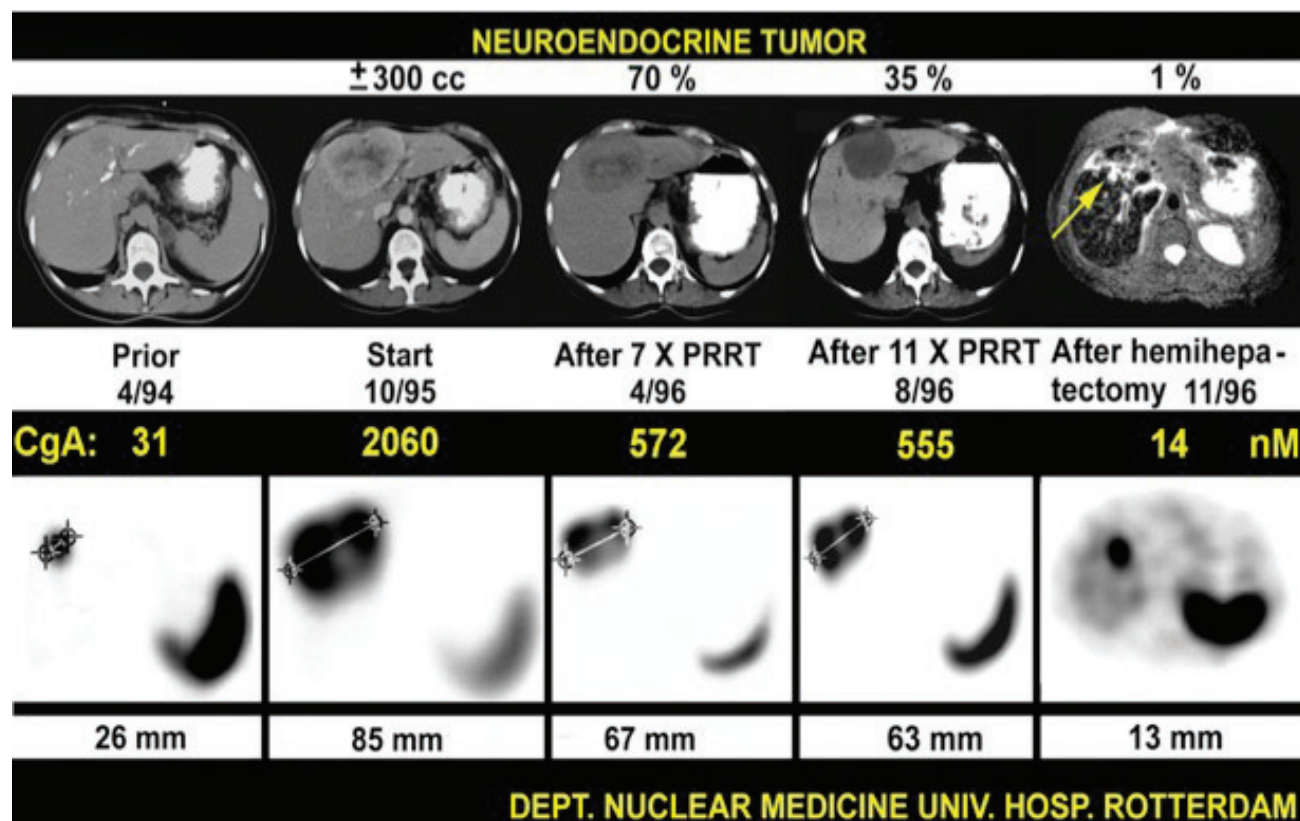 NEUROENDOCRINE TUMOR
± 300 cc 70 % 35 % 1 %
Prior Start After 7 X PRRT After 11 X PRRT After hemihepa-
4/94 10/95 4/96 8/96 tectomy 11/96
CgA: 31 2060 572 555 14 nM
26 mm 85 mm 67 mm 63 mm 13 mm
DEPT. NUCLEAR MEDICINE UNIV. HOSP. ROTTERDAM